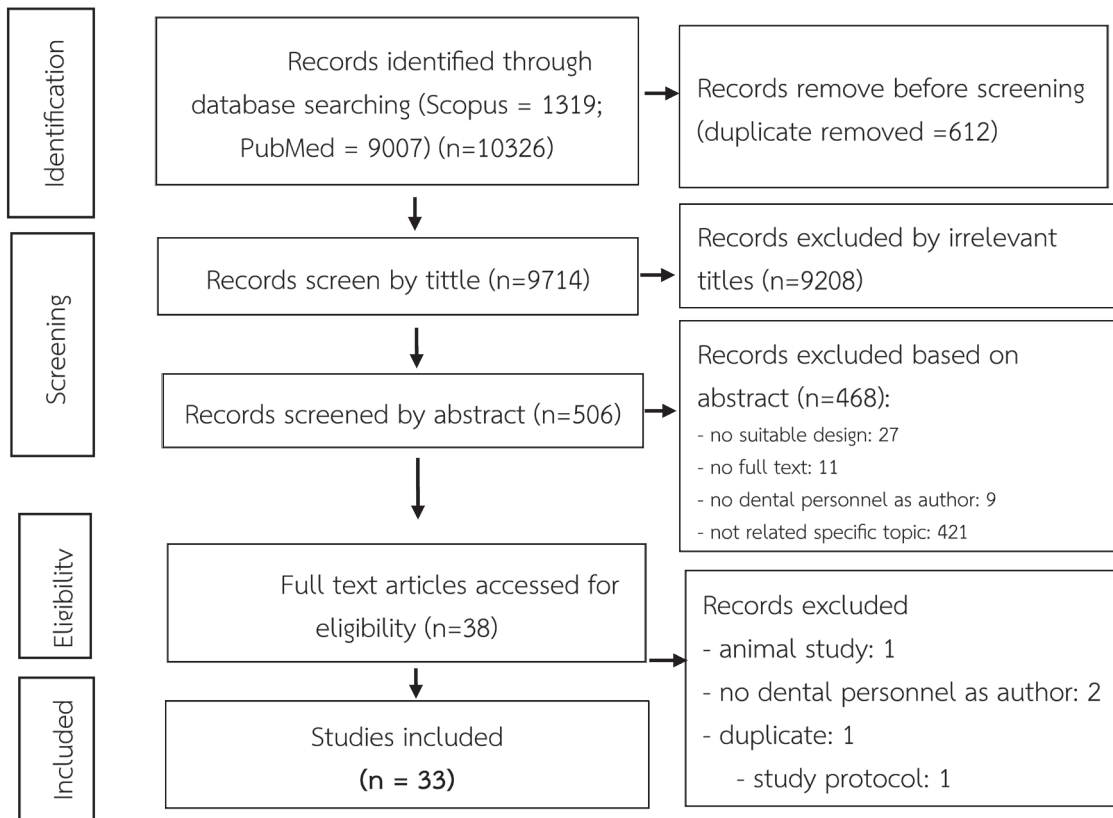 Identification
Records identified through
database searching (Scopus = 1319;
PubMed = 9007) (n=10326)
Records remove before screening
(duplicate removed =612)
Screening
Records screen by tittle (n=9714)
Records excluded by irrelevant
titles (n=9208)
Records screened by abstract (n=506)
Records excluded based on
abstract (n=468):
- no suitable design: 27
- no full text: 11
- no dental personnel as author: 9
- not related specific topic: 421
Eligibility
Full text articles accessed for
eligibility (n=38)
Records excluded
- animal study: 1
- no dental personnel as author: 2
- duplicate: 1
- study protocol: 1
Included
Studies included
(n = 33)